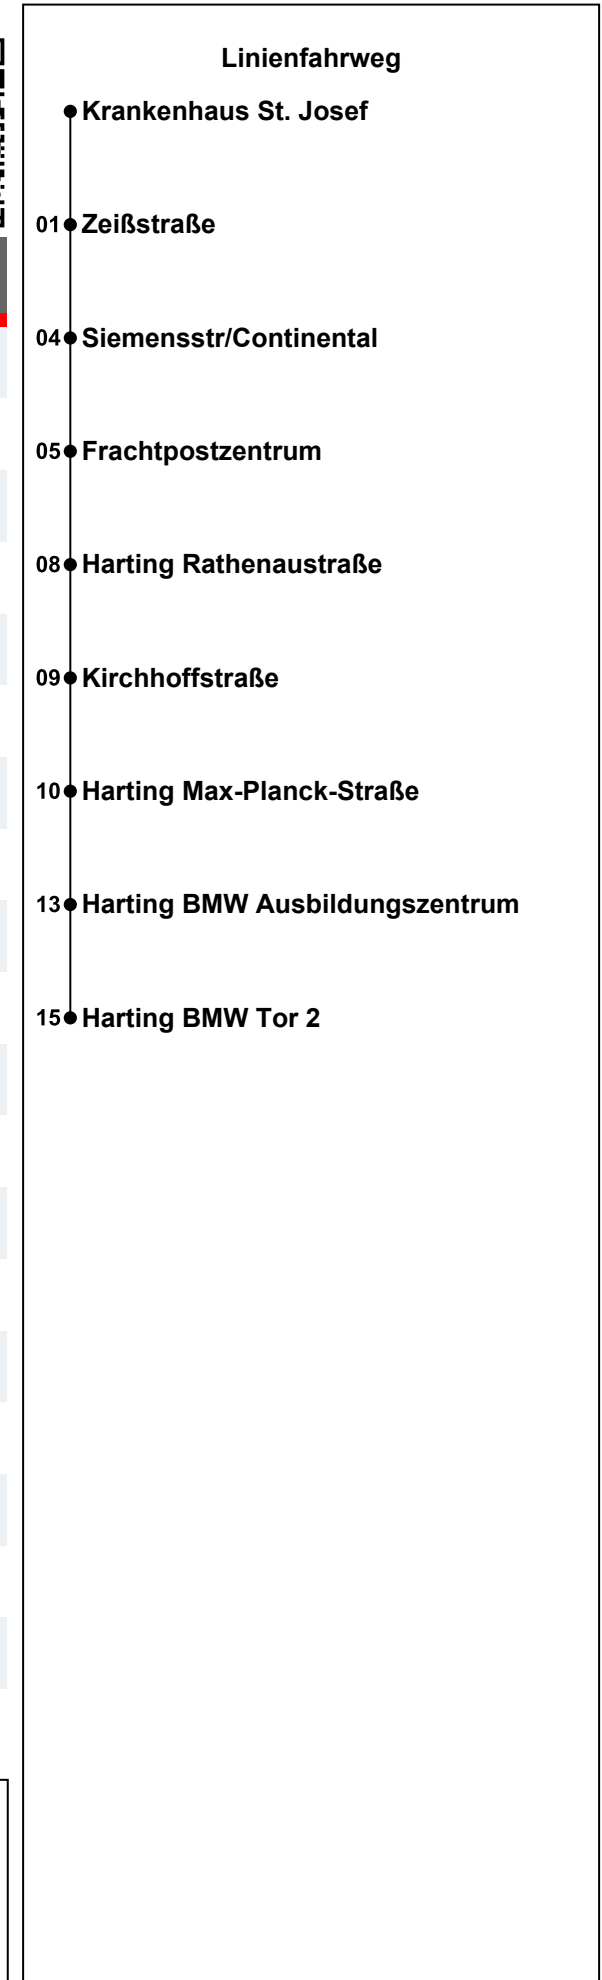 Linienfahrweg
Krankenhaus St. Josef
01 Zeißstraße
04 Siemensstr/Continental
05 Frachtpostzentrum
08 Harting Rathenaustraße
09 Kirchhoffstraße
10 Harting Max-Planck-Straße
13 Harting BMW Ausbildungszentrum
15 Harting BMW Tor 2